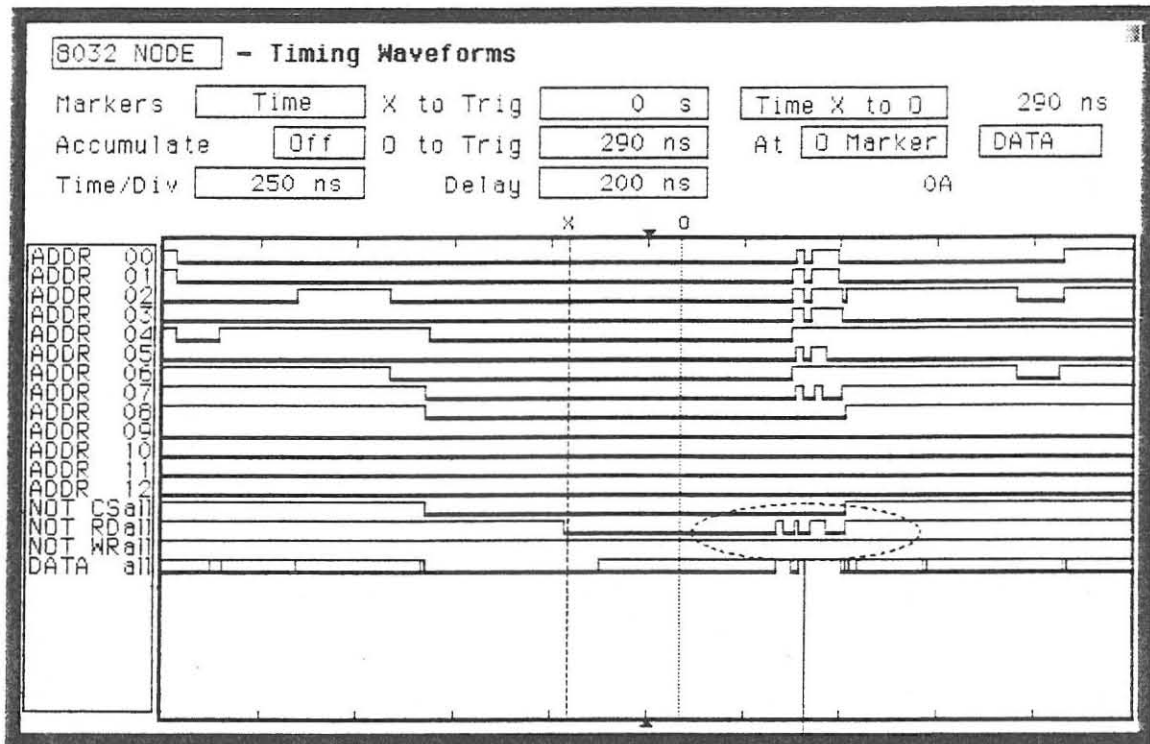 8032 NODE - Timing Waveforms
Markers Time X to Trig 0 s Time X to O 290 ns
Accumulate Off O to Trig 290 ns At O Marker DATA
Time/Div 250 ns Delay 200 ns 0A
X O
ADDR 00
ADDR 01
ADDR 02
ADDR 03
ADDR 04
ADDR 05
ADDR 06
ADDR 07
ADDR 08
ADDR 09
ADDR 10
ADDR 11
ADDR 12
NOT CSall
NOT RDall
NOT WRall
DATA all